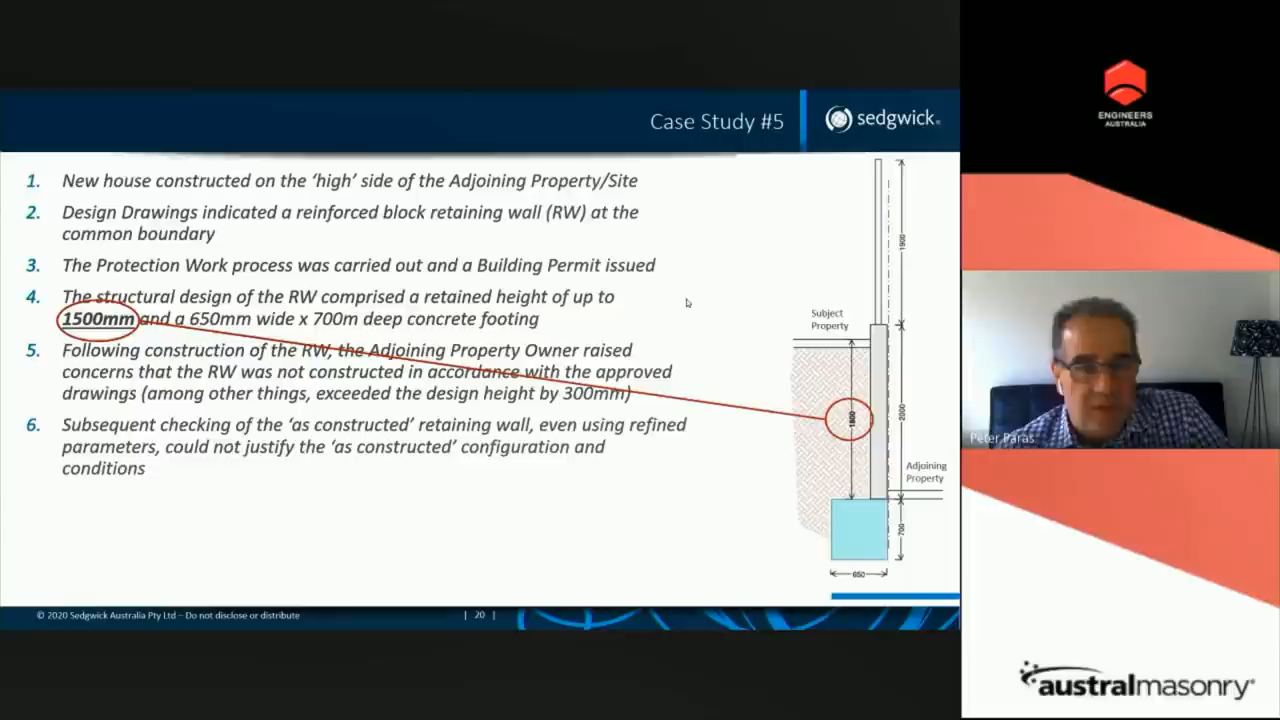 Case Study #5
sedgwick
1. New house constructed on the ‘high’ side of the Adjoining Property/Site
2. Design Drawings indicated a reinforced block retaining wall (RW) at the
common boundary
3. The Protection Work process was carried out and a Building Permit issued
4. The structural design of the RW comprised a retained height of up to
1500mm and a 650mm wide x 700m deep concrete footing
5. Following construction of the RW, the Adjoining Property Owner raised
concerns that the RW was not constructed in accordance with the approved
drawings (among other things, exceeded the design height by 300mm)
6. Subsequent checking of the ‘as constructed’ retaining wall, even using refined
parameters, could not justify the ‘as constructed’ configuration and
conditions
1900
Subject
Property
1800
2000
Adjoining
Property
700
650
© 2020 Sedgwick Australia Pty Ltd – Do not disclose or distribute
| 20 |
ENGINEERS
AUSTRALIA
Peter Paras
australmasonry